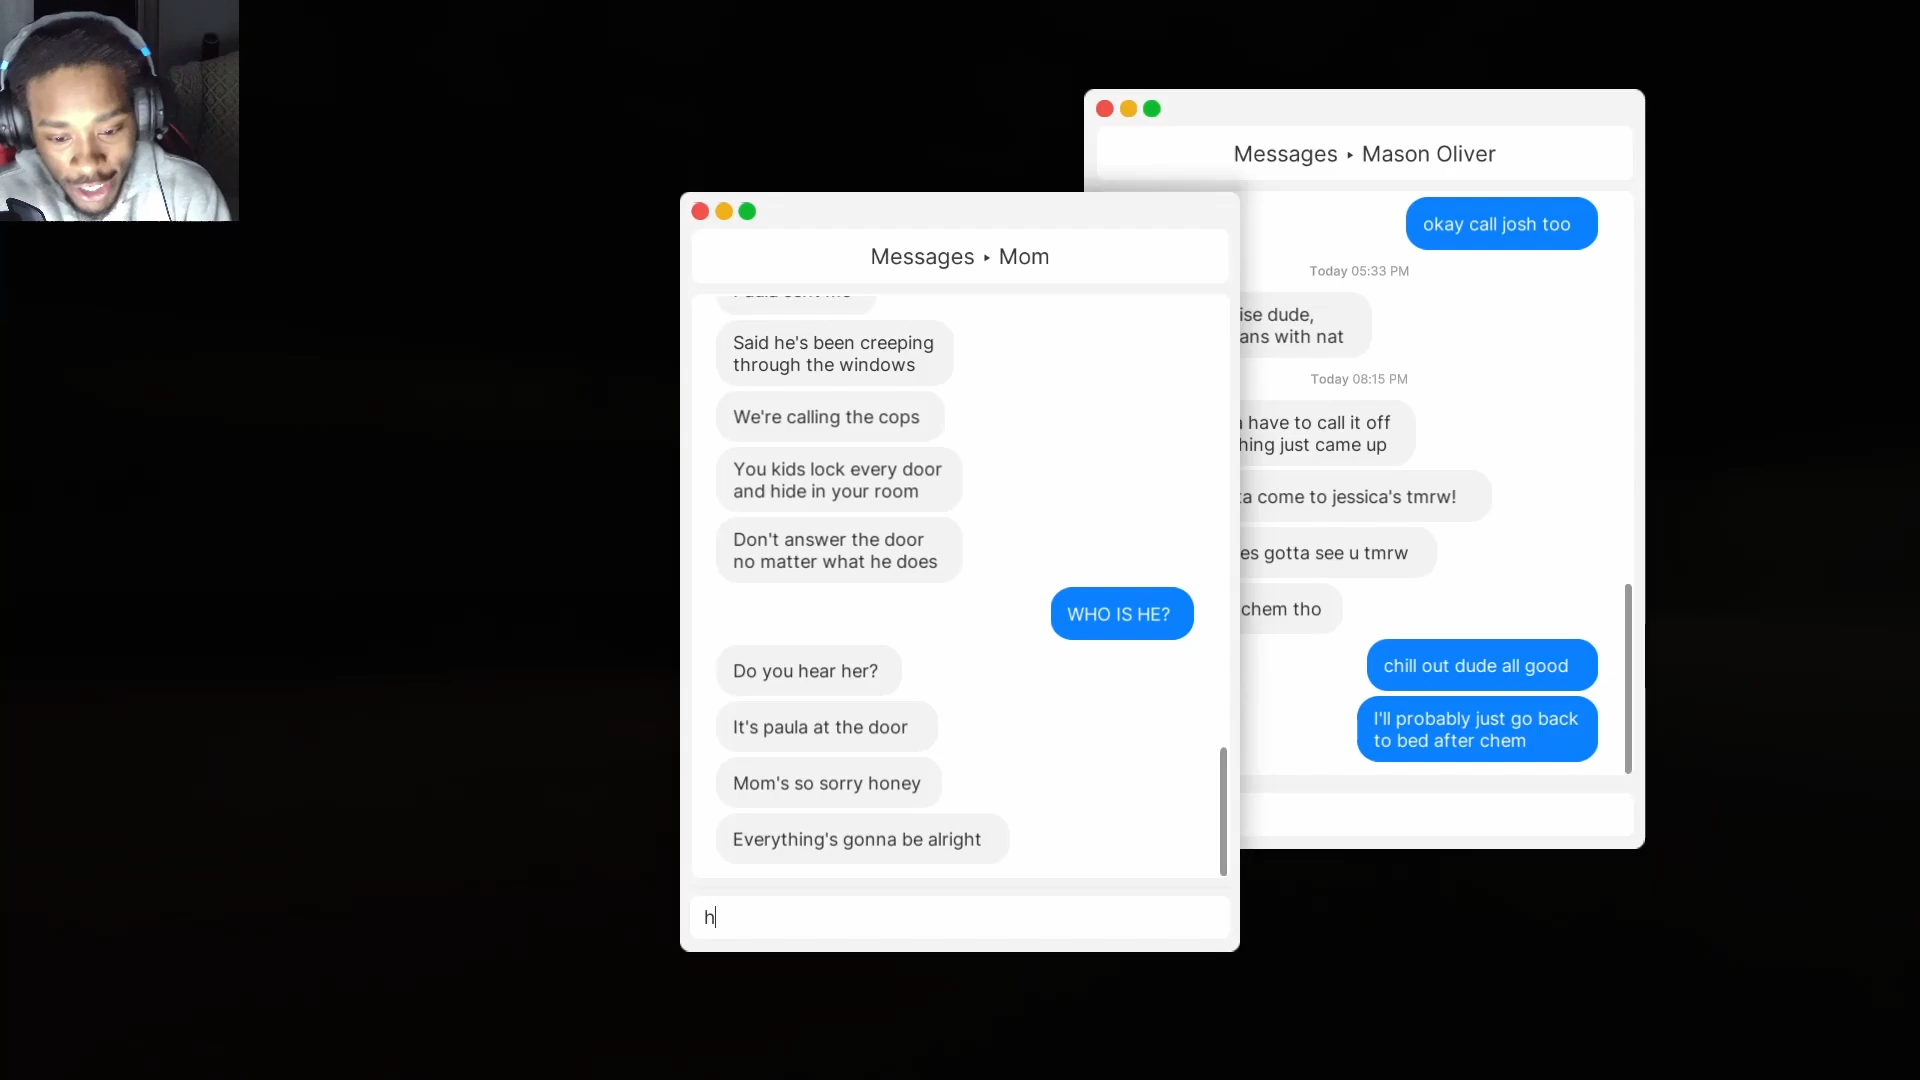 Messages ▸ Mason Oliver
okay call josh too
Today 05:33 PM
ise dude,
ans with nat
Today 08:15 PM
have to call it off
hing just came up
ta come to jessica's tmrw!
es gotta see u tmrw
chem tho
chill out dude all good
I'll probably just go back
to bed after chem
Messages ▸ Mom
Said he's been creeping
through the windows
We're calling the cops
You kids lock every door
and hide in your room
Don't answer the door
no matter what he does
WHO IS HE?
Do you hear her?
It's paula at the door
Mom's so sorry honey
Everything's gonna be alright
h